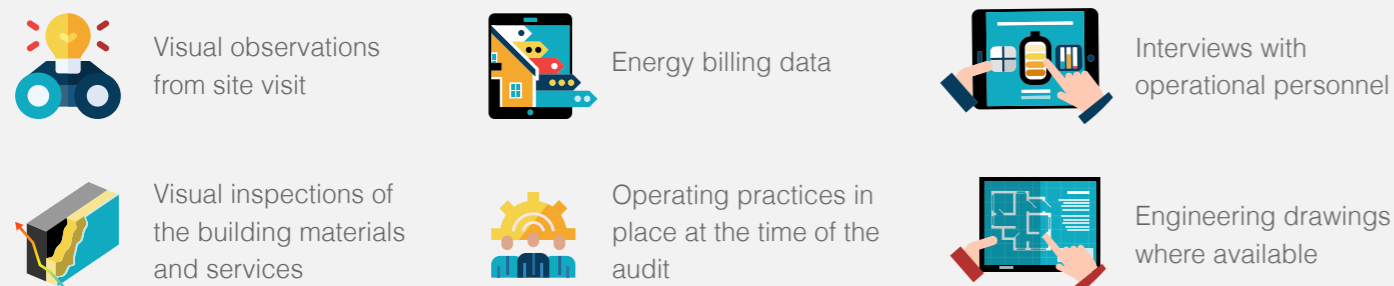 Visual observations
from site visit
Energy billing data
Interviews with
operational personnel
Visual inspections of
the building materials
and services
Operating practices in
place at the time of the
audit
Engineering drawings
where available